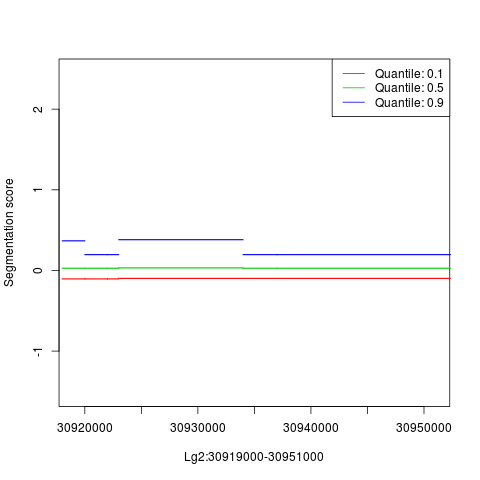 Quantile: 0.1
Quantile: 0.5
Quantile: 0.9
Segmentation score
2
1
0
-1
30920000 30930000 30940000 30950000
Lg2:30919000-30951000